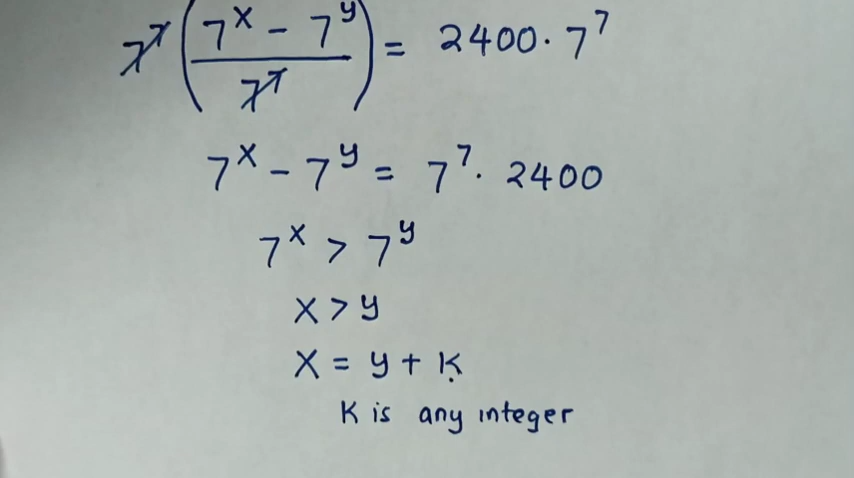 7^7 ( (7^x - 7^y) / 7^7 ) = 2400 · 7^7
7^x - 7^y = 7^7 · 2400
7^x > 7^y
x > y
x = y + K
K is any integer